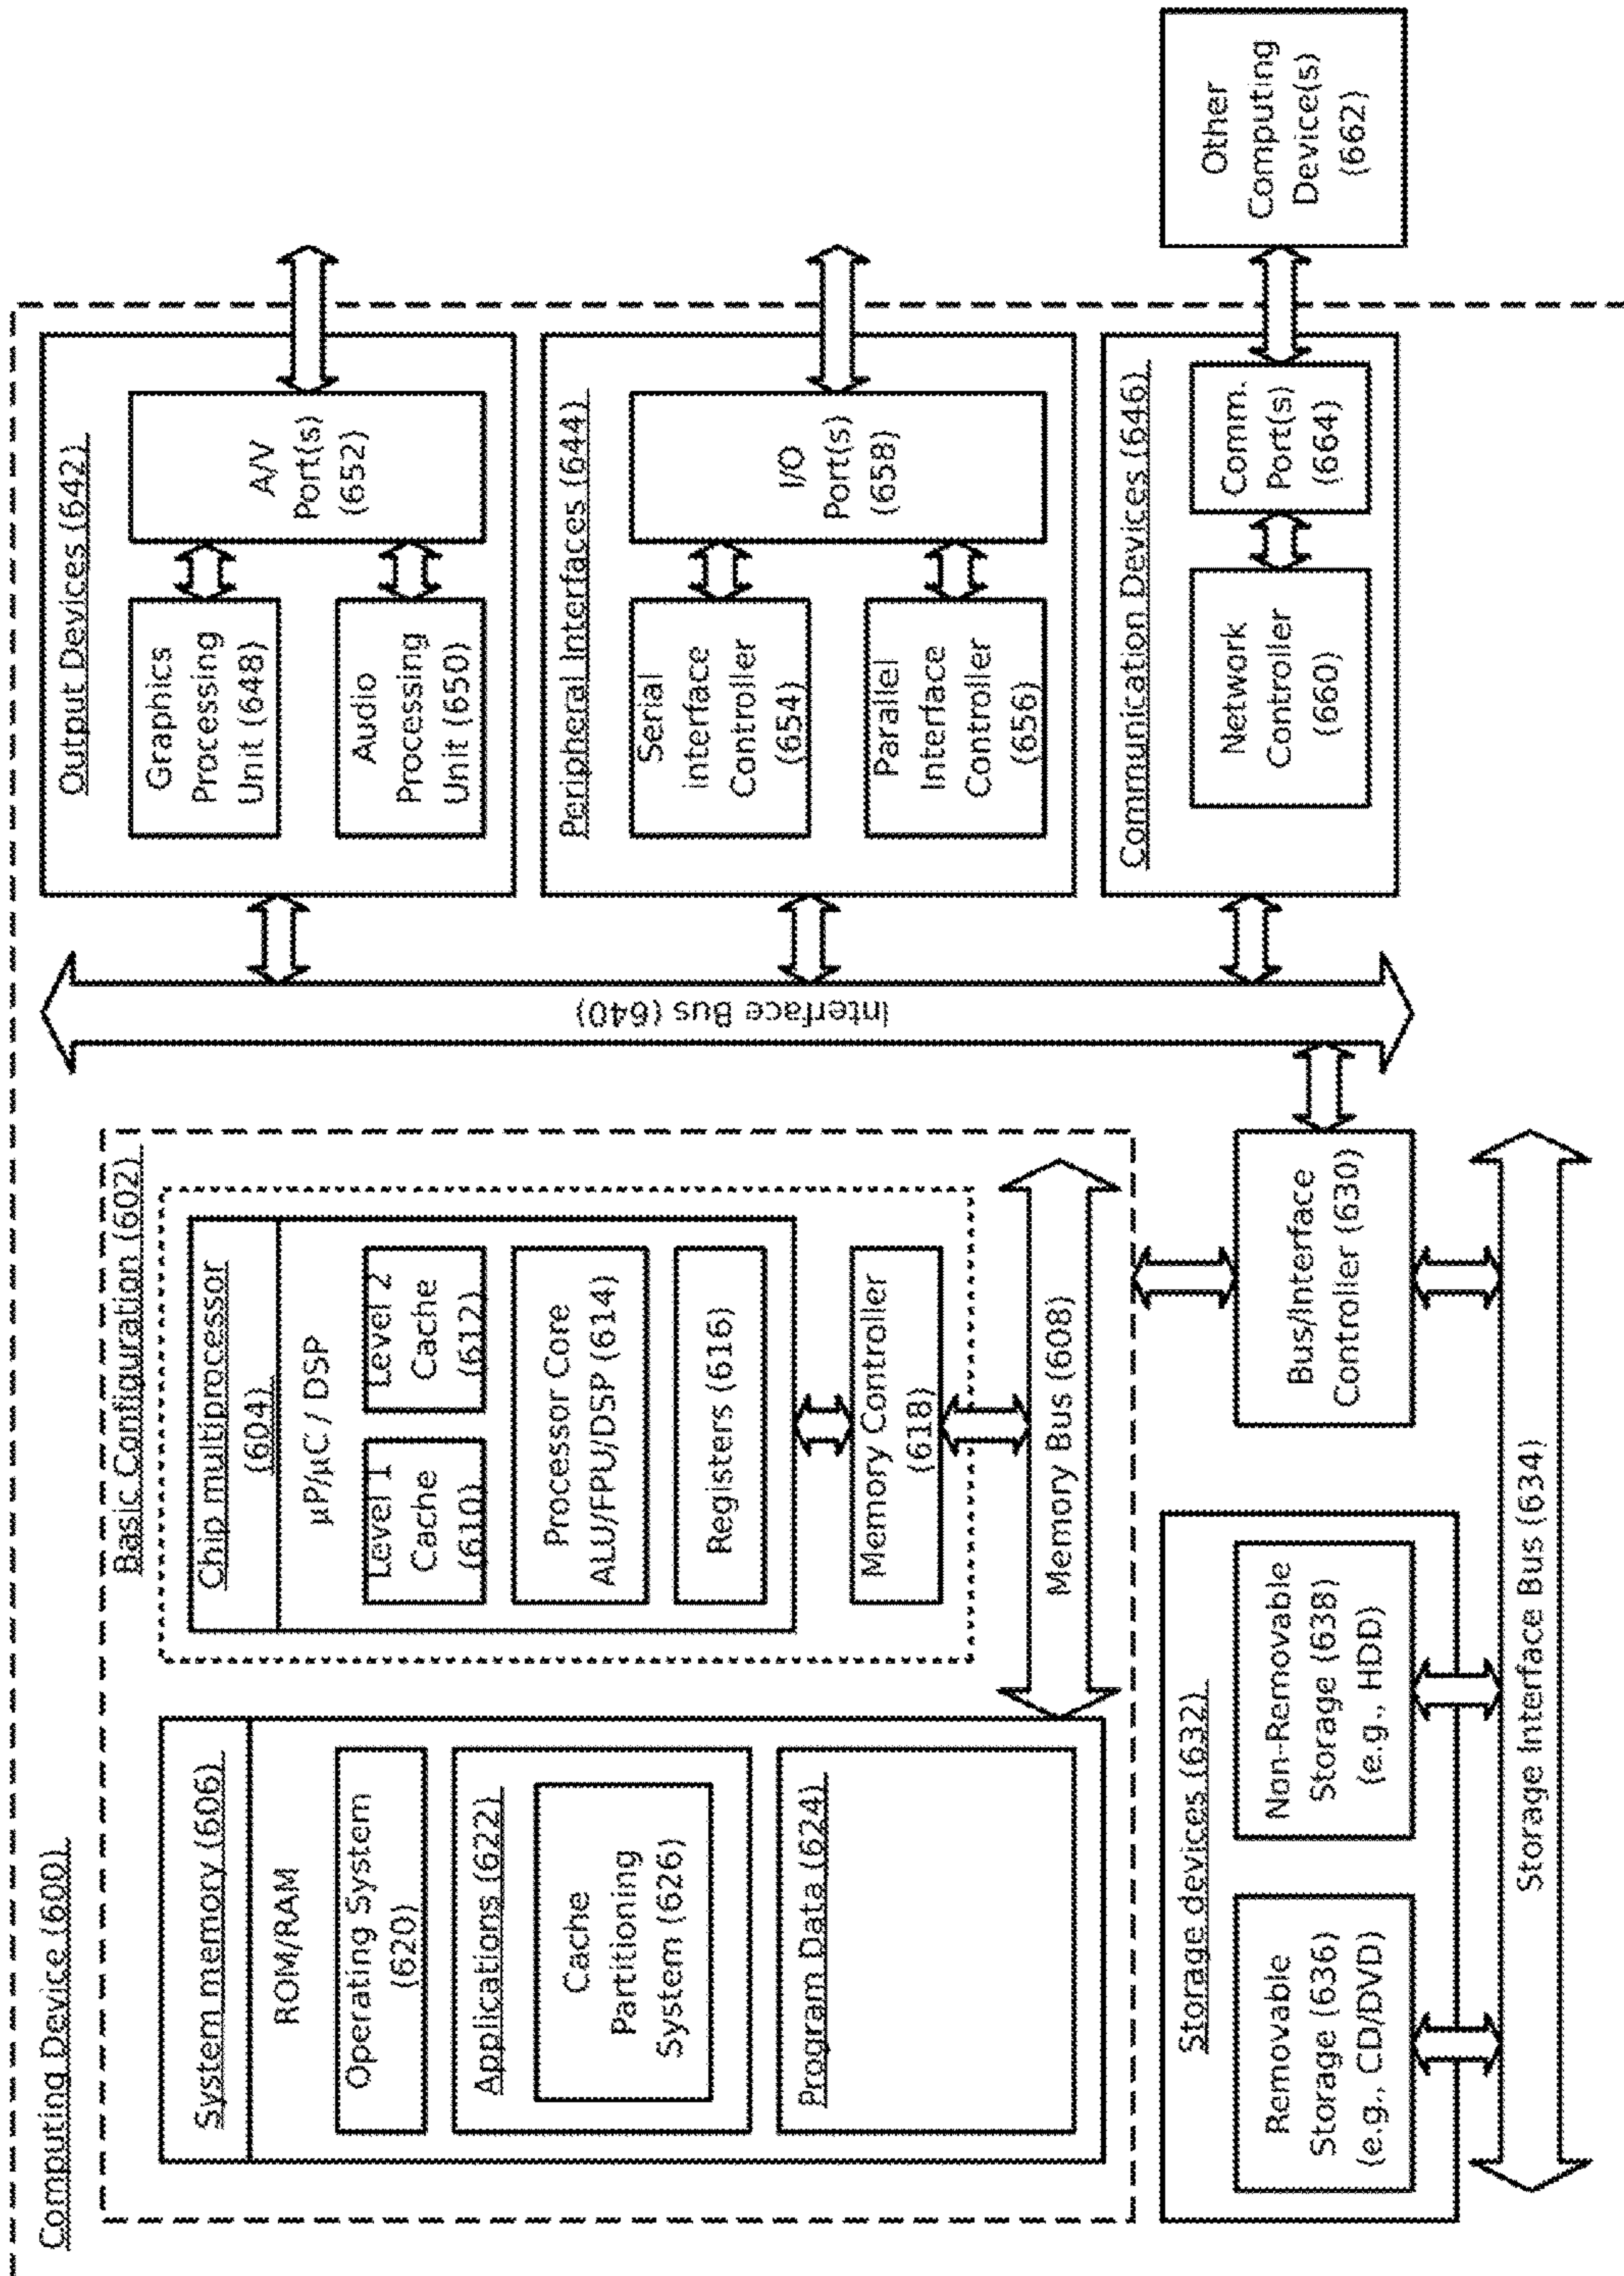 Computing Device (600)
Basic Configuration (602)
System memory (606)
ROM/RAM
Operating System
(620)
Applications (622)
Cache
Partitioning
System (626)
Program Data (624)
Chip multiprocessor
(604)
µP/µC / DSP
Level 1
Cache
(610)
Level 2
Cache
(612)
Processor Core
ALU/FPU/DSP (614)
Registers (616)
Memory Controller
(618)
Memory Bus (608)
Storage devices (632)
Removable
Storage (636)
(e.g., CD/DVD)
Non-Removable
Storage (638)
(e.g., HDD)
Bus/Interface
Controller (630)
Storage Interface Bus (634)
Interface Bus (640)
Output Devices (642)
Graphics
Processing
Unit (648)
Audio
Processing
Unit (650)
A/V
Port(s)
(652)
Peripheral Interfaces (644)
Serial
Interface
Controller
(654)
Parallel
Interface
Controller
(656)
I/O
Port(s)
(658)
Communication Devices (646)
Network
Controller
(660)
Comm.
Port(s)
(664)
Other
Computing
Device(s)
(662)